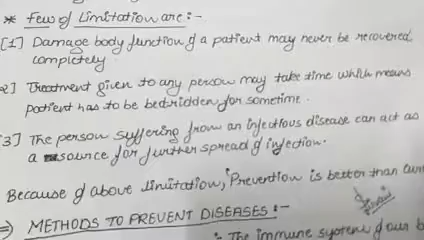 * Few of Limitation are :-
[1] Damage body function of a patient may never be recovered
completely.
2] Treatment given to any person may take time which means
patient has to be bedridden for sometime.
[3] The person suffering from an infectious disease can act as
a source for further spread of infection.
Because of above limitation, Prevention is better than
=) METHODS TO PREVENT DISEASES :-
:- The immune system of our b